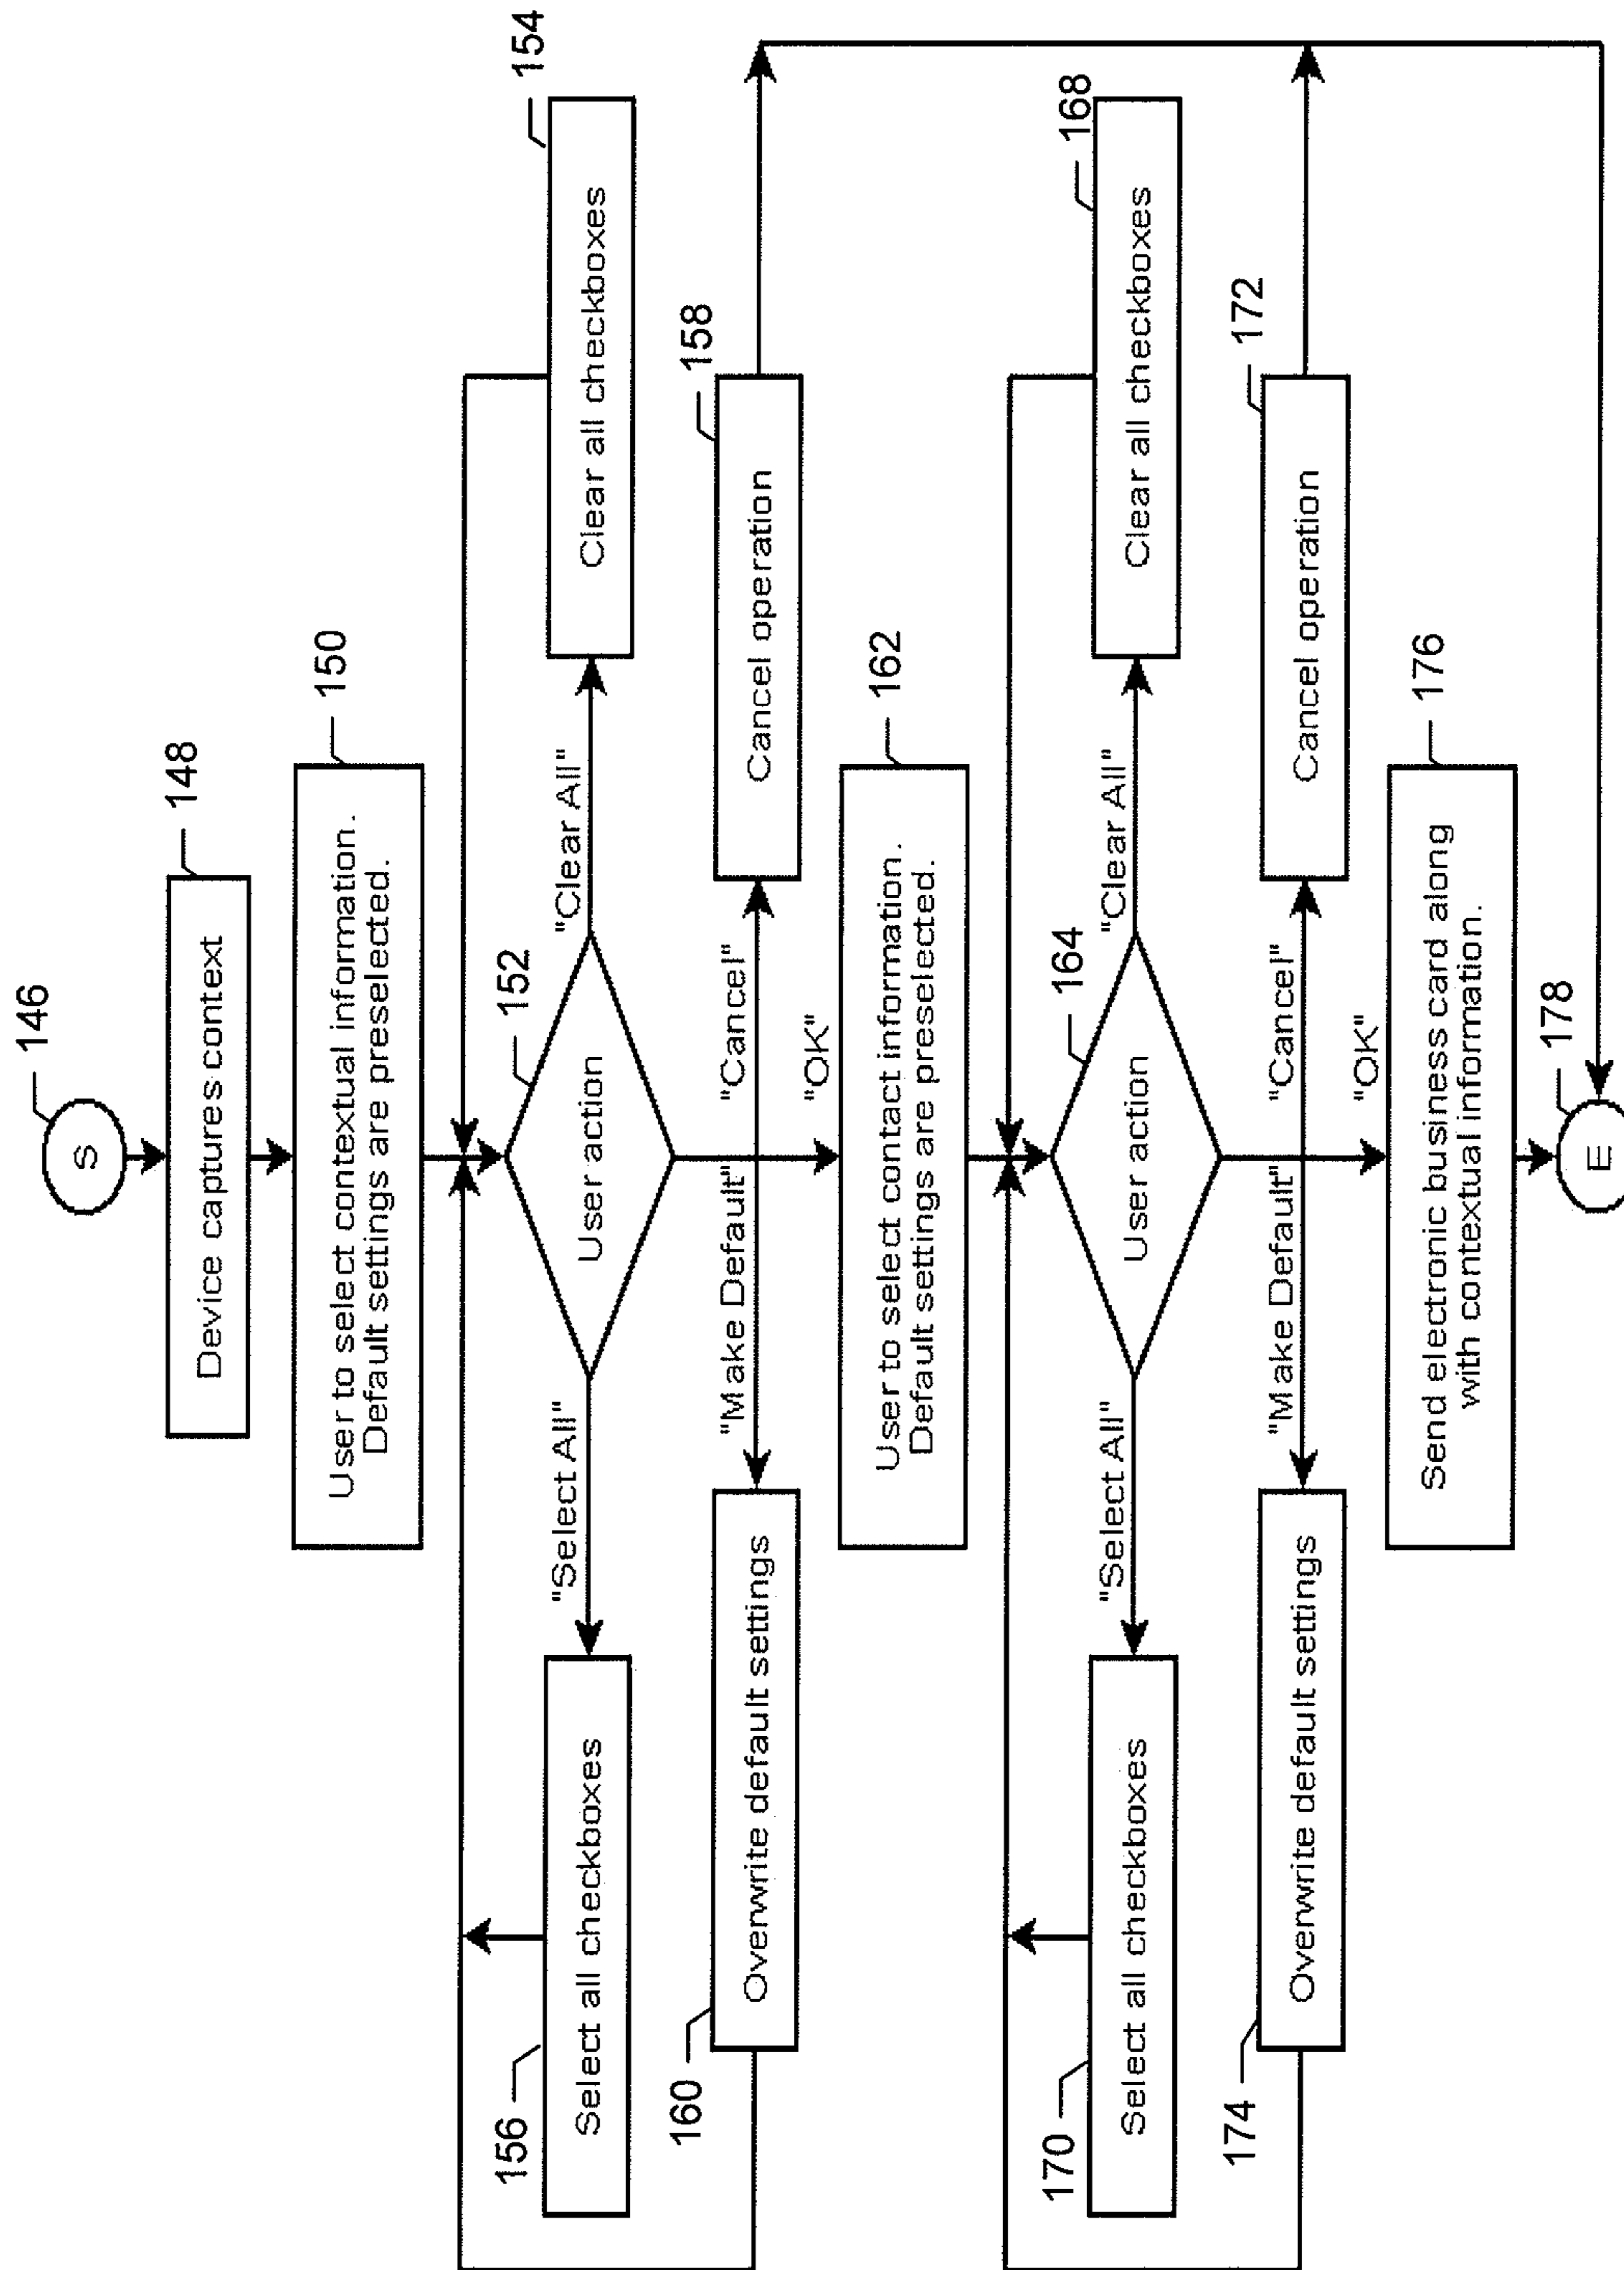 146
S
148
Device captures context
150
User to select contextual information.
Default settings are preselected.
152
User action
"Select All"
"Clear All"
154
Clear all checkboxes
156
Select all checkboxes
"Make Default"
"Cancel"
158
Cancel operation
160
Overwrite default settings
"OK"
162
User to select contact information.
Default settings are preselected.
164
User action
"Select All"
"Clear All"
168
Clear all checkboxes
170
Select all checkboxes
"Make Default"
"Cancel"
172
Cancel operation
174
Overwrite default settings
"OK"
176
Send electronic business card along
with contextual information.
178
E